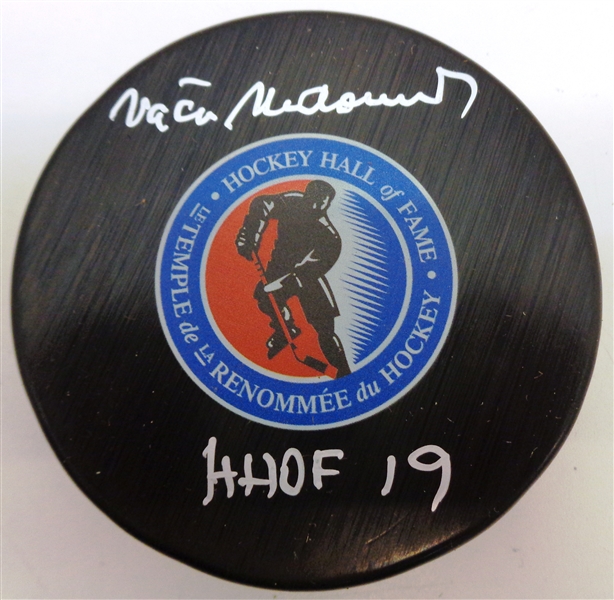 HOCKEY HALL of FAME
LE TEMPLE de LA RENOMMÉE du HOCKEY
HHOF 19